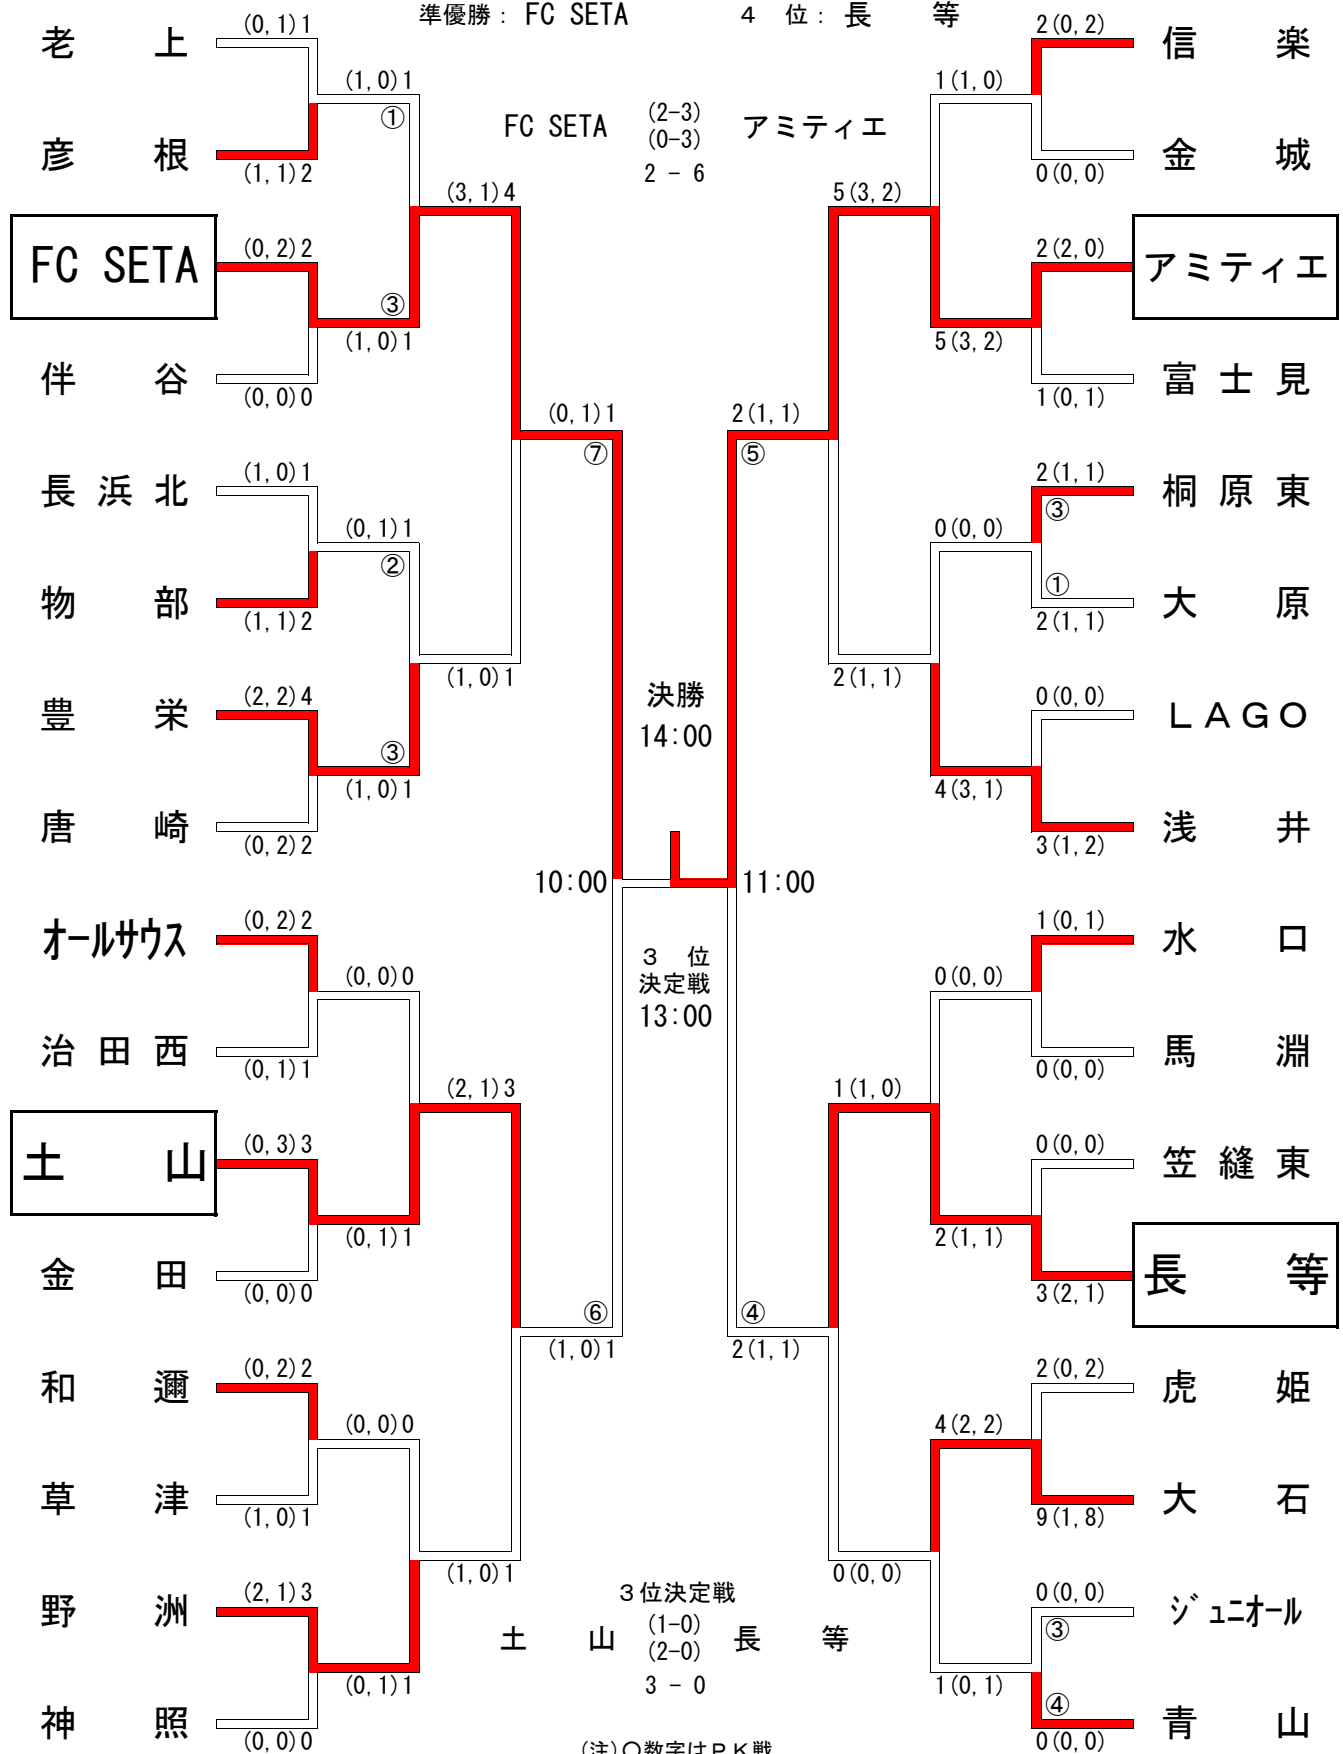 準優勝： FC SETA　4　位： 長　等
老　上 (0,1)1
(1,0)1
①
彦　根 (1,1)2
(3,1)4
FC SETA (0,2)2
③
(1,0)1
伴　谷 (0,0)0
(0,1)1
⑦
長 浜 北 (1,0)1
(0,1)1
②
物　部 (1,1)2
(1,0)1
豊　栄 (2,2)4
③
(1,0)1
唐　崎 (0,2)2
10:00
オールサウス (0,2)2
(0,0)0
治 田 西 (0,1)1
(2,1)3
土　山 (0,3)3
(0,1)1
金　田 (0,0)0
⑥
(1,0)1
和　邇 (0,2)2
(0,0)0
草　津 (1,0)1
(1,0)1
野　洲 (2,1)3
(0,1)1
神　照 (0,0)0
FC SETA (2-3) アミティエ
(0-3)
2 - 6
決勝
14:00
3　位
決定戦
13:00
3位決定戦
土　山 (1-0) 長　等
(2-0)
3 - 0
(注)○数字はＰＫ戦
2(0,2) 信　楽
1(1,0)
0(0,0) 金　城
5(3,2)
2(2,0) アミティエ
5(3,2)
1(0,1) 富 士 見
2(1,1)
⑤
2(1,1) 桐 原 東
③
0(0,0)
①
2(1,1) 大　原
2(1,1)
0(0,0) ＬＡＧＯ
4(3,1)
3(1,2) 浅　井
11:00
1(0,1) 水　口
0(0,0)
0(0,0) 馬　淵
1(1,0)
0(0,0) 笠 縫 東
2(1,1)
3(2,1) 長　等
④
2(1,1)
2(0,2) 虎　姫
4(2,2)
9(1,8) 大　石
0(0,0)
0(0,0) ジュニオール
③
1(0,1)
④
0(0,0) 青　山